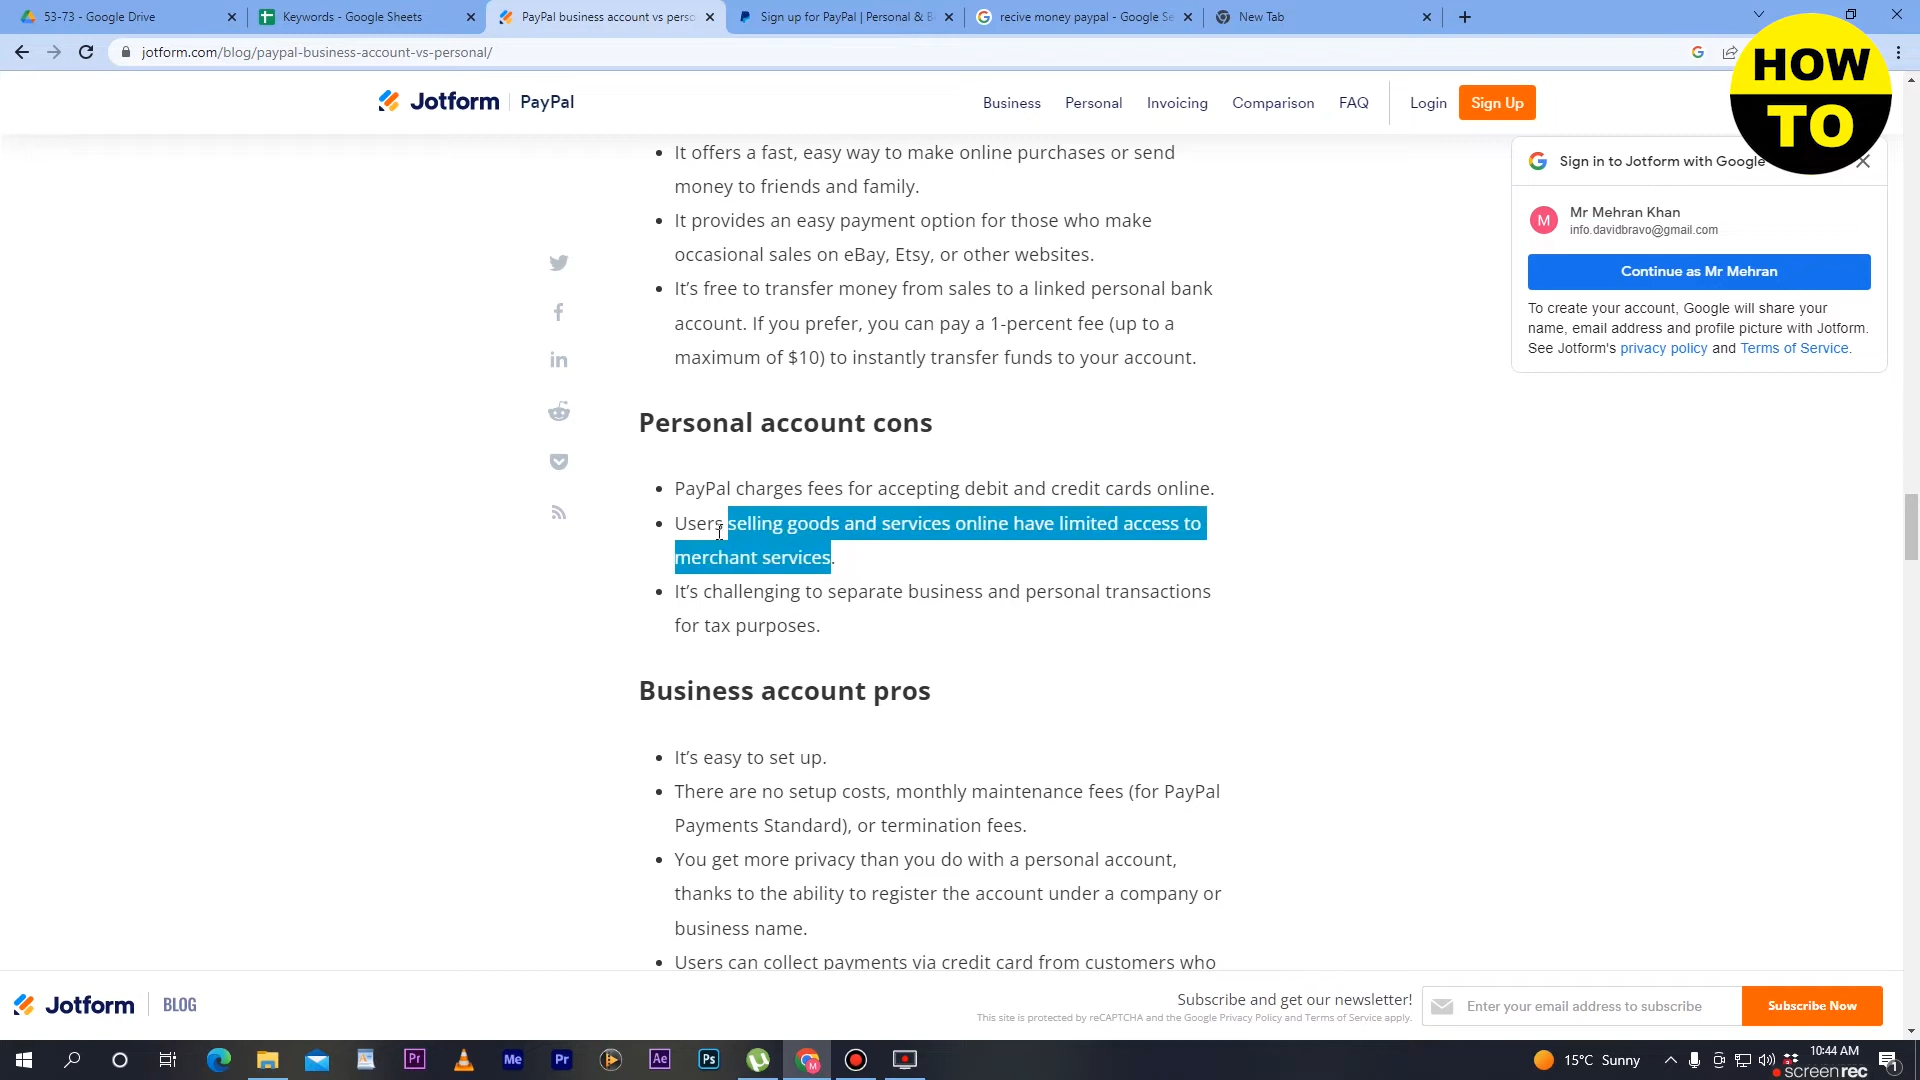 53-73 - Google Drive
Keywords - Google Sheets
PayPal business account vs perso
Sign up for PayPal | Personal & B
recive money paypal - Google Se
New Tab
jotform.com/blog/paypal-business-account-vs-personal/
HOW
TO
Jotform
PayPal
Business
Personal
Invoicing
Comparison
FAQ
Login
Sign Up
It offers a fast, easy way to make online purchases or send
money to friends and family.
It provides an easy payment option for those who make
occasional sales on eBay, Etsy, or other websites.
It’s free to transfer money from sales to a linked personal bank
account. If you prefer, you can pay a 1-percent fee (up to a
maximum of $10) to instantly transfer funds to your account.
Sign in to Jotform with Google
M
Mr Mehran Khan
info.davidbravo@gmail.com
Continue as Mr Mehran
To create your account, Google will share your
name, email address and profile picture with Jotform.
See Jotform's privacy policy and Terms of Service.
Personal account cons
PayPal charges fees for accepting debit and credit cards online.
Users selling goods and services online have limited access to
merchant services.
It’s challenging to separate business and personal transactions
for tax purposes.
Business account pros
It’s easy to set up.
There are no setup costs, monthly maintenance fees (for PayPal
Payments Standard), or termination fees.
You get more privacy than you do with a personal account,
thanks to the ability to register the account under a company or
business name.
Users can collect payments via credit card from customers who
Jotform
BLOG
Subscribe and get our newsletter!
This site is protected by reCAPTCHA and the Google Privacy Policy and Terms of Service apply.
Enter your email address to subscribe
Subscribe Now
Pr
Me
Pr
Ae
Ps
M
15°C Sunny
10:44 AM
screenrec
1